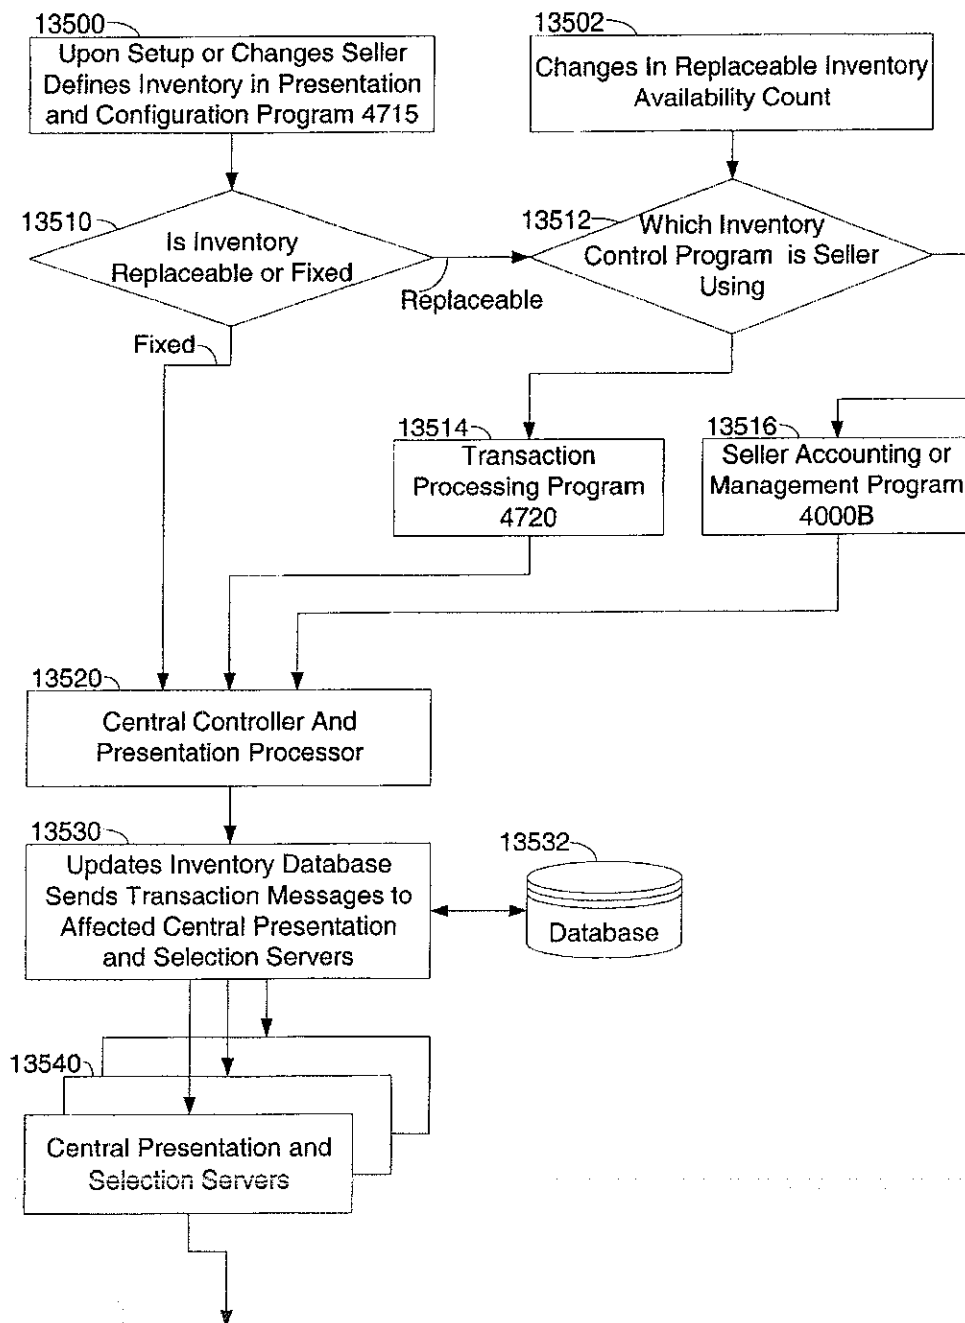 13500
Upon Setup or Changes Seller
Defines Inventory in Presentation
and Configuration Program 4715
13502
Changes In Replaceable Inventory
Availability Count
13510
Is Inventory
Replaceable or Fixed
Replaceable
Fixed
13512
Which Inventory
Control Program is Seller
Using
13514
Transaction
Processing Program
4720
13516
Seller Accounting or
Management Program
4000B
13520
Central Controller And
Presentation Processor
13530
Updates Inventory Database
Sends Transaction Messages to
Affected Central Presentation
and Selection Servers
13532
Database
13540
Central Presentation and
Selection Servers